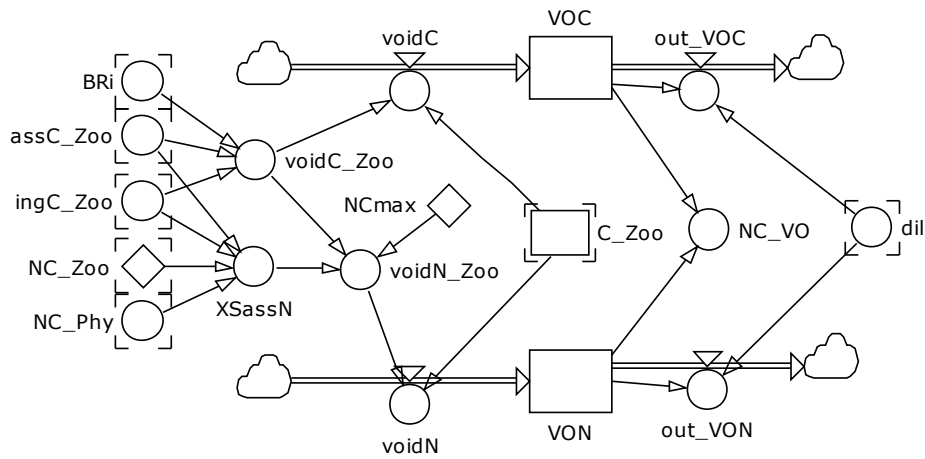 VOC
voidC
out_VOC
BRi
assC_Zoo
voidC_Zoo
ingC_Zoo
NCmax
C_Zoo
NC_VO
dil
NC_Zoo
voidN_Zoo
XSassN
NC_Phy
voidN
VON
out_VON